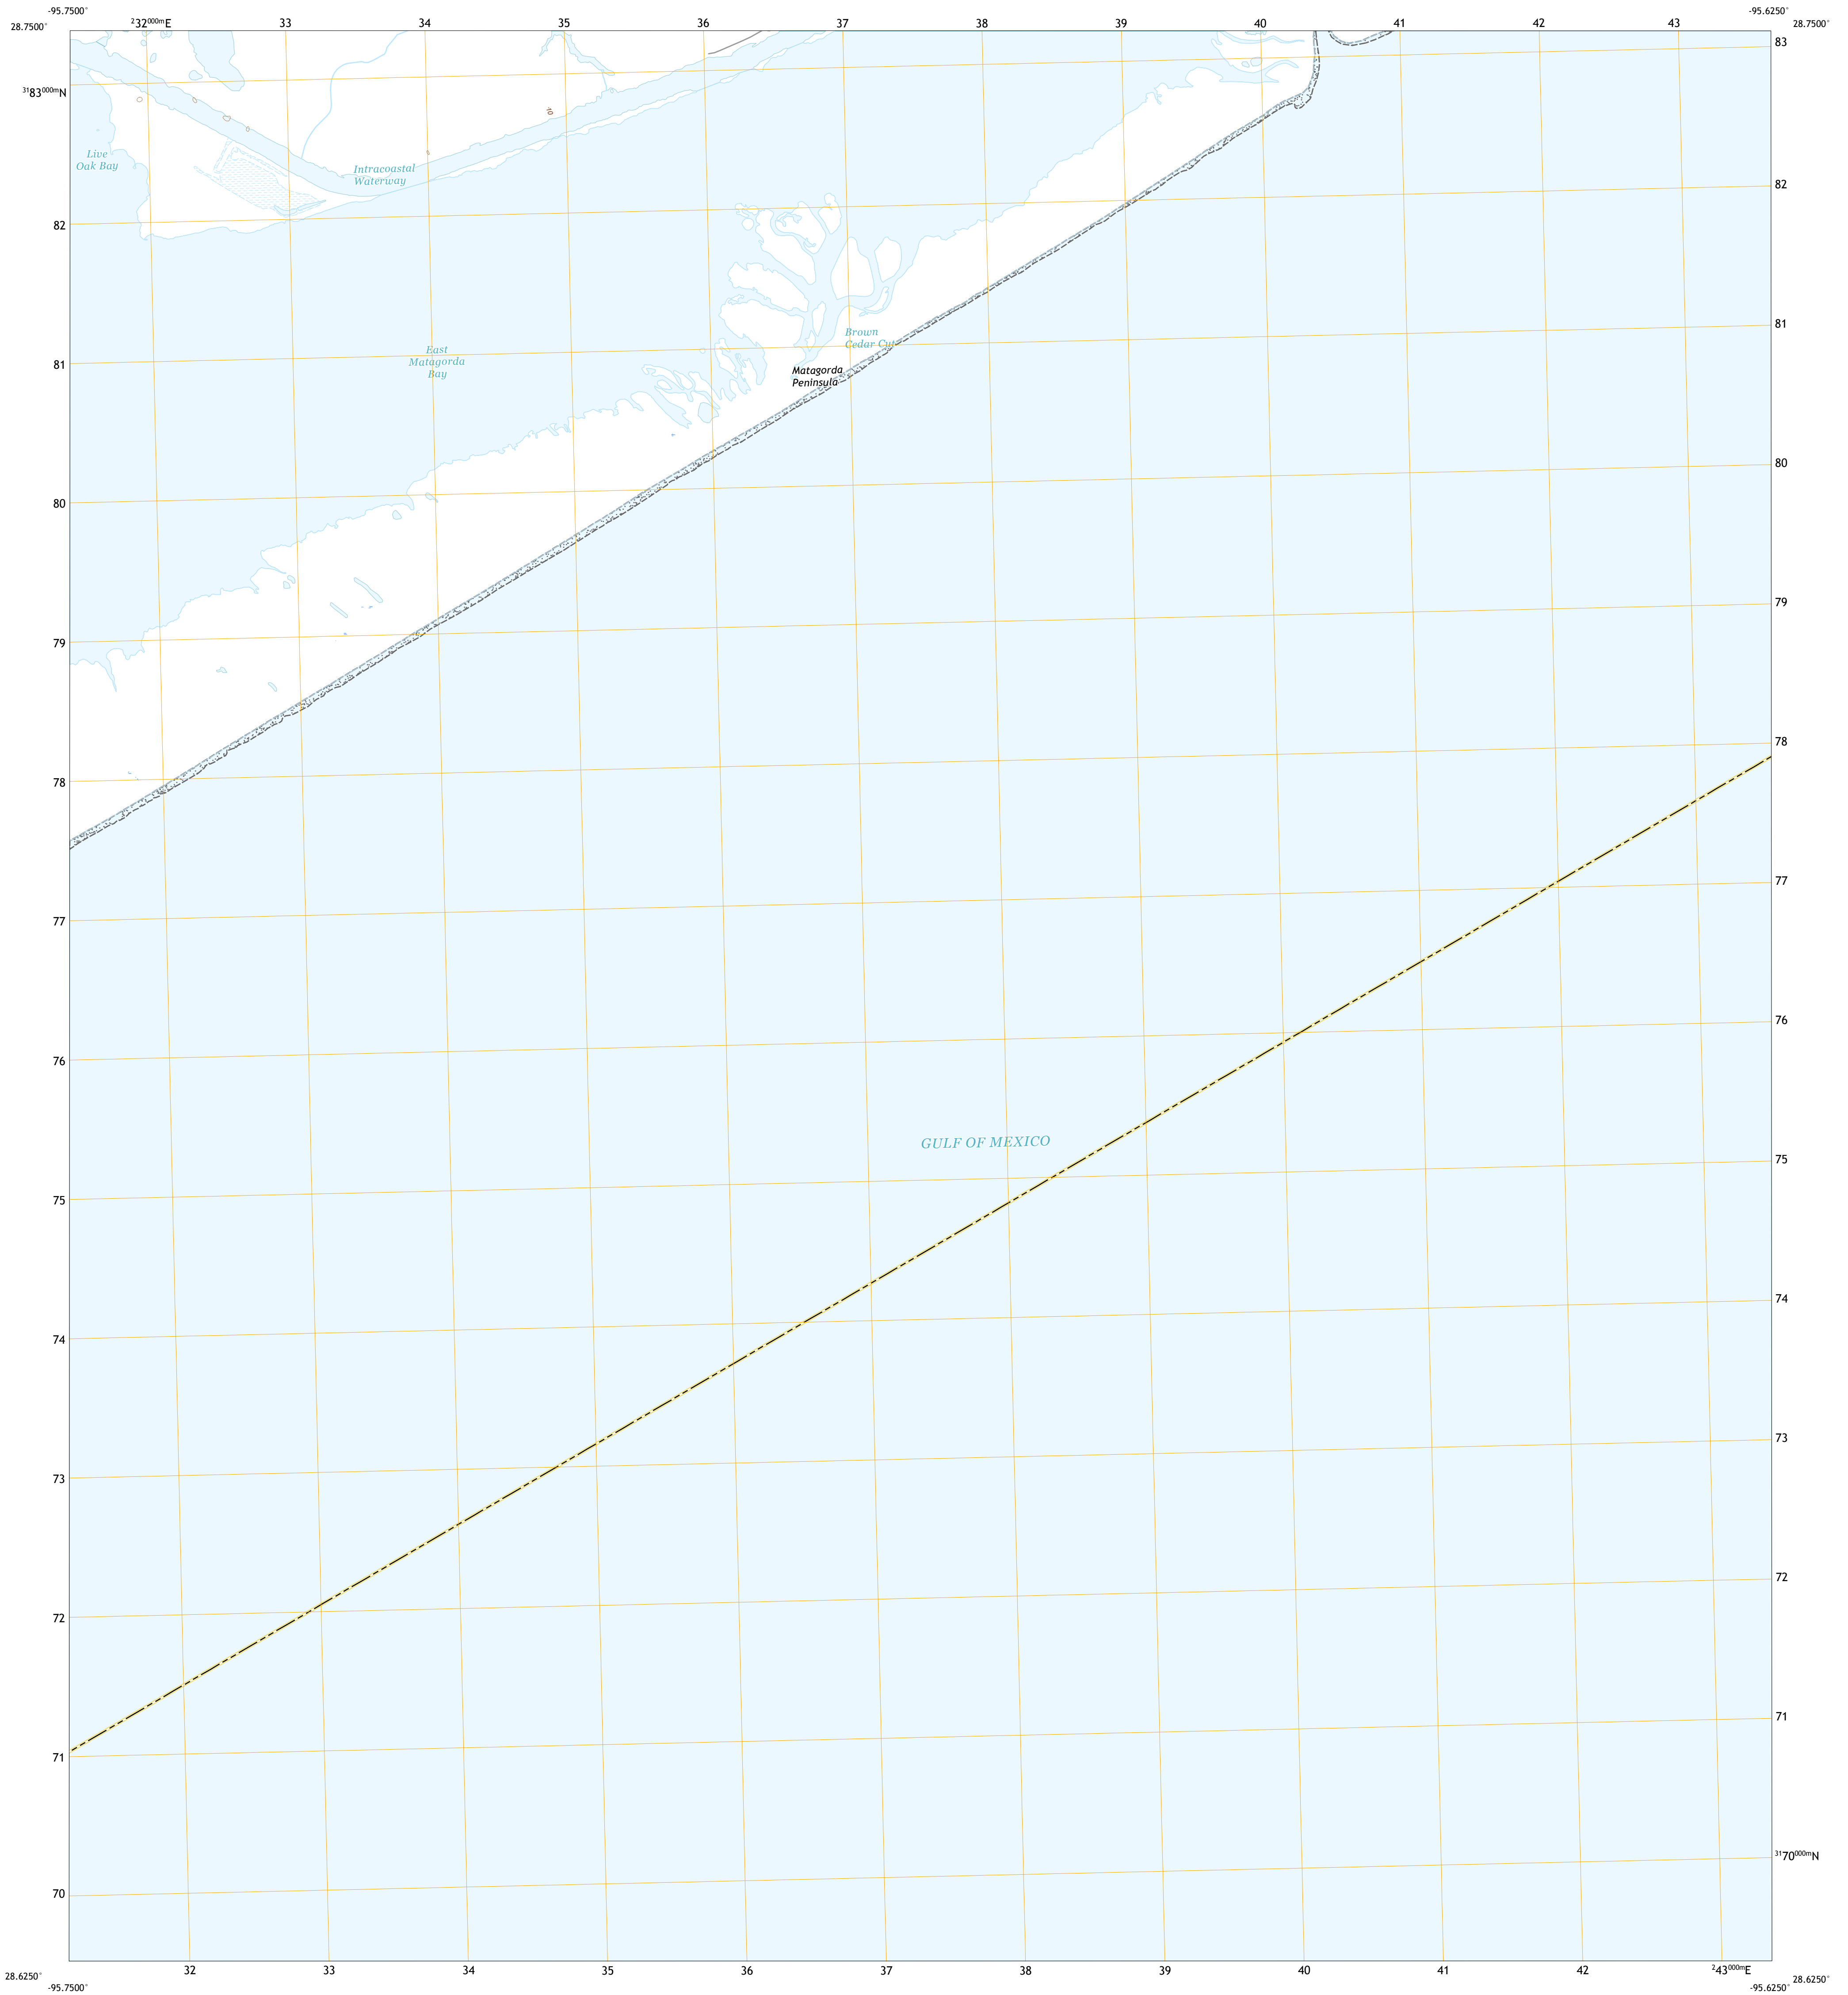 -95.7500°
-95.6250°
28.7500°
²32⁰⁰⁰ᵐE 33 34 35 36 37 38 39 40 41 42 43
28.7500°
83
³¹83⁰⁰⁰ᵐN
-10
Live
Oak Bay
Intracoastal
Waterway
82
82
81
Brown
Cedar Cut
East
Matagorda
Bay
81
Matagorda
Peninsula
80
80
79
79
78
78
77
77
76
76
GULF OF MEXICO
75
75
74
74
73
73
72
72
71
71
³¹70⁰⁰⁰ᵐN
70
32 33 34 35 36 37 38 39 40 41 42 ²43⁰⁰⁰ᵐE
28.6250°
28.6250°
-95.7500°
-95.6250°